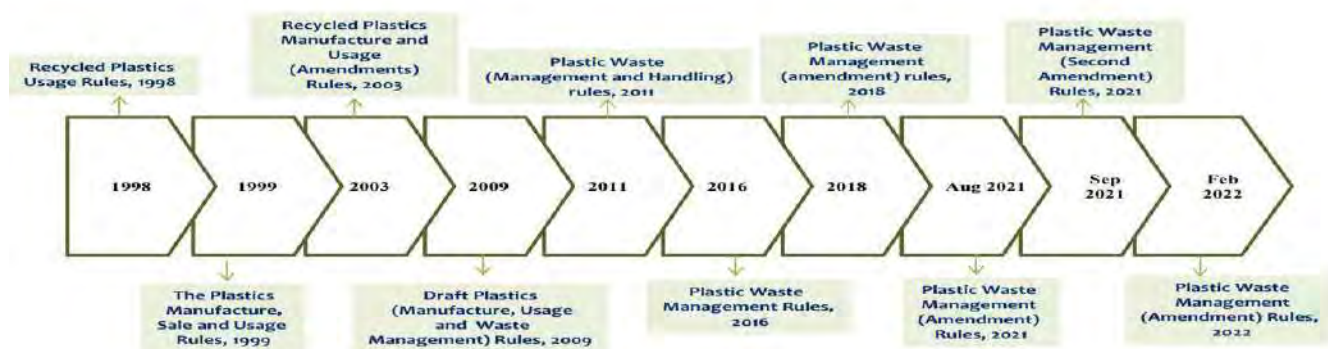 Recycled Plastics
Usage Rules, 1998
Recycled Plastics
Manufacture and
Usage
(Amendments)
Rules, 2003
Plastic Waste
(Management and Handling)
rules, 2011
Plastic Waste
Management
(amendment) rules,
2018
Plastic Waste
Management
(Second
Amendment)
Rules, 2021
1998
1999
2003
2009
2011
2016
2018
Aug 2021
Sep
2021
Feb
2022
The Plastics
Manufacture,
Sale and Usage
Rules, 1999
Draft Plastics
(Manufacture, Usage
and Waste
Management) Rules, 2009
Plastic Waste
Management Rules,
2016
Plastic Waste
Management
(Amendment)
Rules, 2021
Plastic Waste
Management
(Amendment) Rules,
2022